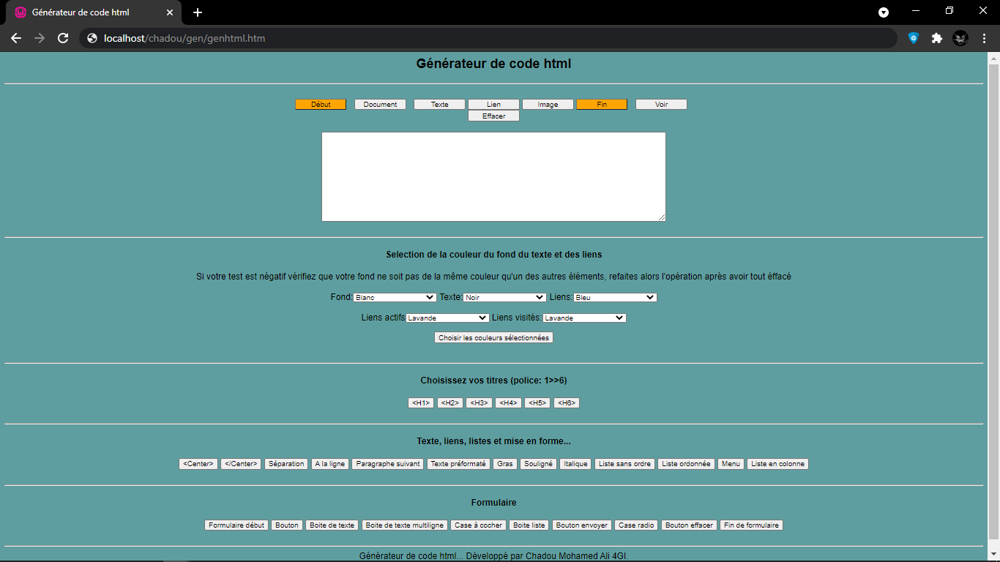 Générateur de code html
localhost/chadou/gen/genhtml.htm
Générateur de code html
Début Document Texte Lien Image Fin Voir
Effacer
Selection de la couleur du fond du texte et des liens
Si votre test est négatif vérifiez que votre fond ne soit pas de la même couleur qu'un des autres éléments, refaites alors l'opération après avoir tout éffacé
Fond: Blanc Texte: Noir Liens: Bleu
Liens actifs Lavande Liens visités: Lavande
Choisir les couleurs sélectionnées
Choisissez vos titres (police: 1>>6)
<H1> <H2> <H3> <H4> <H5> <H6>
Texte, liens, listes et mise en forme...
<Center> </Center> Séparation A la ligne Paragraphe suivant Texte préformaté Gras Souligné Italique Liste sans ordre Liste ordonnée Menu Liste en colonne
Formulaire
Formulaire début Bouton Boite de texte Boite de texte multiligne Case à cocher Boite liste Bouton envoyer Case radio Bouton effacer Fin de formulaire
Générateur de code html... Développé par Chadou Mohamed Ali 4GI.